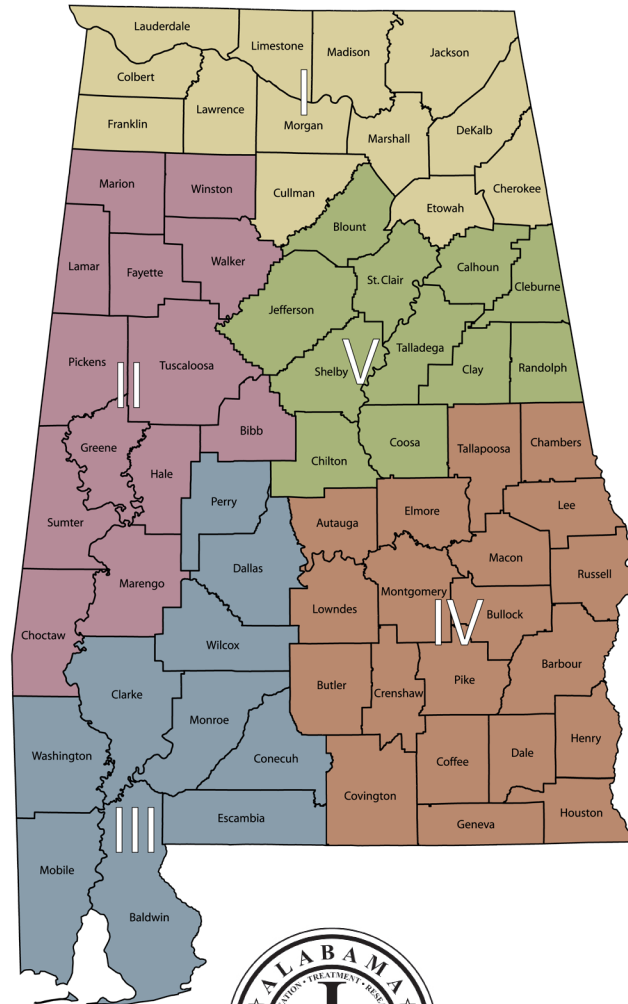 Lauderdale
Limestone
Madison
Jackson
Colbert
Lawrence
Franklin
I
Morgan
Marshall
DeKalb
Marion
Winston
Cullman
Cherokee
Etowah
Blount
Lamar
Fayette
Walker
St. Clair
Calhoun
Cleburne
Jefferson
Pickens
II
Tuscaloosa
Shelby
V
Talladega
Clay
Randolph
Bibb
Greene
Hale
Chilton
Coosa
Tallapoosa
Chambers
Perry
Sumter
Autauga
Elmore
Lee
Marengo
Dallas
Macon
Russell
Lowndes
Montgomery
IV
Bullock
Choctaw
Wilcox
Clarke
Butler
Crenshaw
Pike
Barbour
Monroe
Washington
Conecuh
Coffee
Dale
Henry
Covington
III
Escambia
Geneva
Houston
Mobile
Baldwin
ALABAMA
TREATMENT